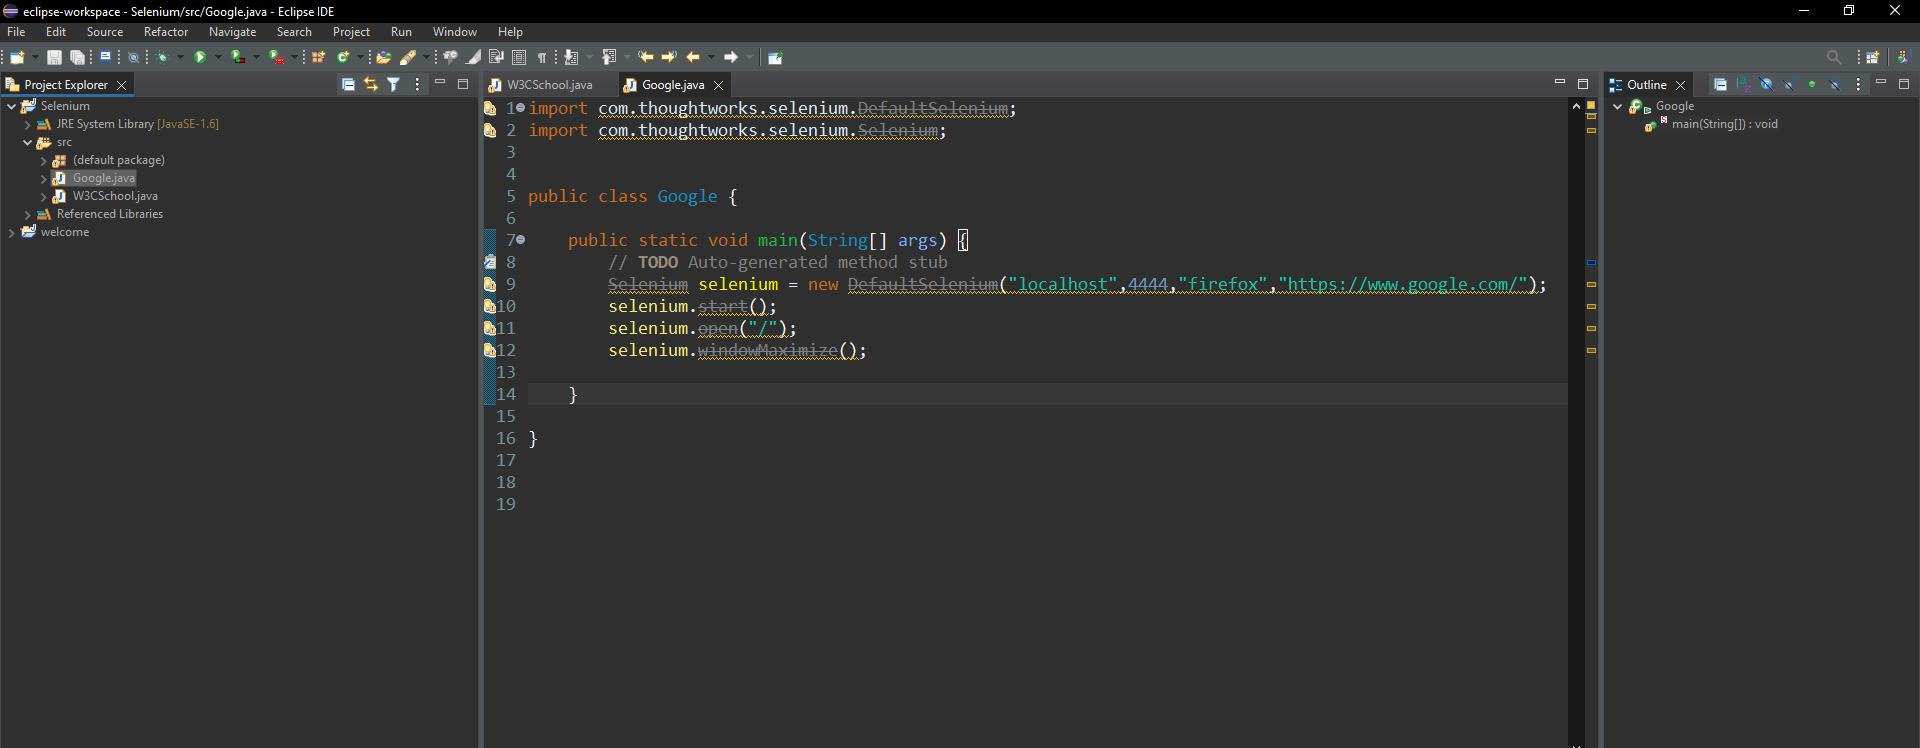 eclipse-workspace - Selenium/src/Google.java - Eclipse IDE
File Edit Source Refactor Navigate Search Project Run Window Help
Project Explorer
Selenium
JRE System Library [JavaSE-1.6]
src
(default package)
Google.java
W3CSchool.java
Referenced Libraries
welcome
W3CSchool.java Google.java
1 import com.thoughtworks.selenium.DefaultSelenium;
2 import com.thoughtworks.selenium.Selenium;
3
4
5 public class Google {
6
7 public static void main(String[] args) {
8 // TODO Auto-generated method stub
9 Selenium selenium = new DefaultSelenium("localhost",4444,"firefox","https://www.google.com/");
10 selenium.start();
11 selenium.open("/");
12 selenium.windowMaximize();
13
14 }
15
16 }
17
18
19
Outline
Google
main(String[]) : void